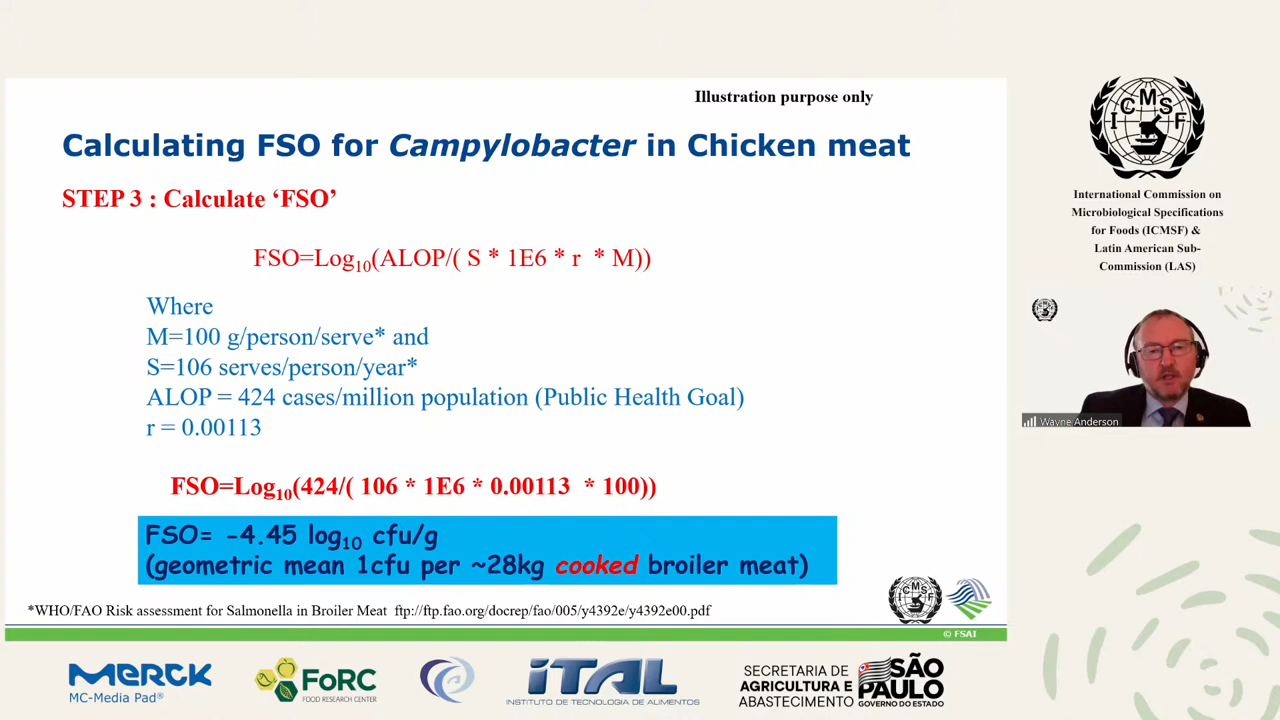 Illustration purpose only
Calculating FSO for Campylobacter in Chicken meat
STEP 3 : Calculate ‘FSO’
FSO=Log10(ALOP/( S * 1E6 * r * M))
Where
M=100 g/person/serve* and
S=106 serves/person/year*
ALOP = 424 cases/million population (Public Health Goal)
r = 0.00113
FSO=Log10(424/( 106 * 1E6 * 0.00113 * 100))
FSO= -4.45 log10 cfu/g
(geometric mean 1cfu per ~28kg cooked broiler meat)
*WHO/FAO Risk assessment for Salmonella in Broiler Meat ftp://ftp.fao.org/docrep/fao/005/y4392e/y4392e00.pdf
ICMSF
© FSAI
ICMSF
International Commission on
Microbiological Specifications
for Foods (ICMSF) &
Latin American Sub-
Commission (LAS)
Wayne Anderson
MERCK
MC-Media Pad®
FoRC
FOOD RESEARCH CENTER
iTAL
INSTITUTO DE TECNOLOGIA DE ALIMENTOS
SECRETARIA DE
AGRICULTURA E
ABASTECIMENTO
SÃO
PAULO
GOVERNO DO ESTADO